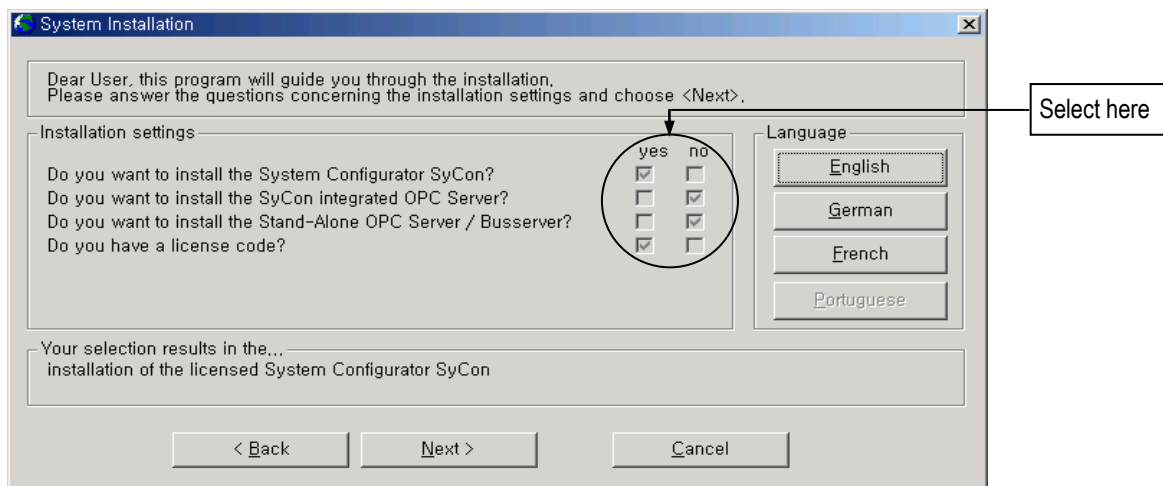 System Installation
Dear User, this program will guide you through the installation.
Please answer the questions concerning the installation settings and choose <Next>.
Select here
Installation settings
yes no
Do you want to install the System Configurator SyCon?
Do you want to install the SyCon integrated OPC Server?
Do you want to install the Stand-Alone OPC Server / Busserver?
Do you have a license code?
Language
English
German
French
Portuguese
Your selection results in the...
installation of the licensed System Configurator SyCon
< Back
Next >
Cancel